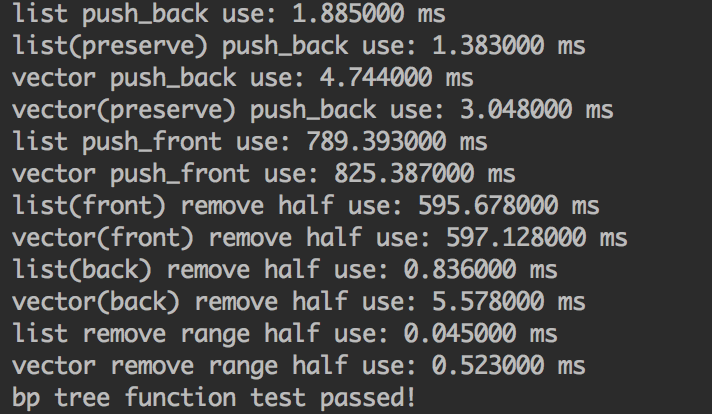 list push_back use: 1.885000 ms
list(preserve) push_back use: 1.383000 ms
vector push_back use: 4.744000 ms
vector(preserve) push_back use: 3.048000 ms
list push_front use: 789.393000 ms
vector push_front use: 825.387000 ms
list(front) remove half use: 595.678000 ms
vector(front) remove half use: 597.128000 ms
list(back) remove half use: 0.836000 ms
vector(back) remove half use: 5.578000 ms
list remove range half use: 0.045000 ms
vector remove range half use: 0.523000 ms
bp tree function test passed!